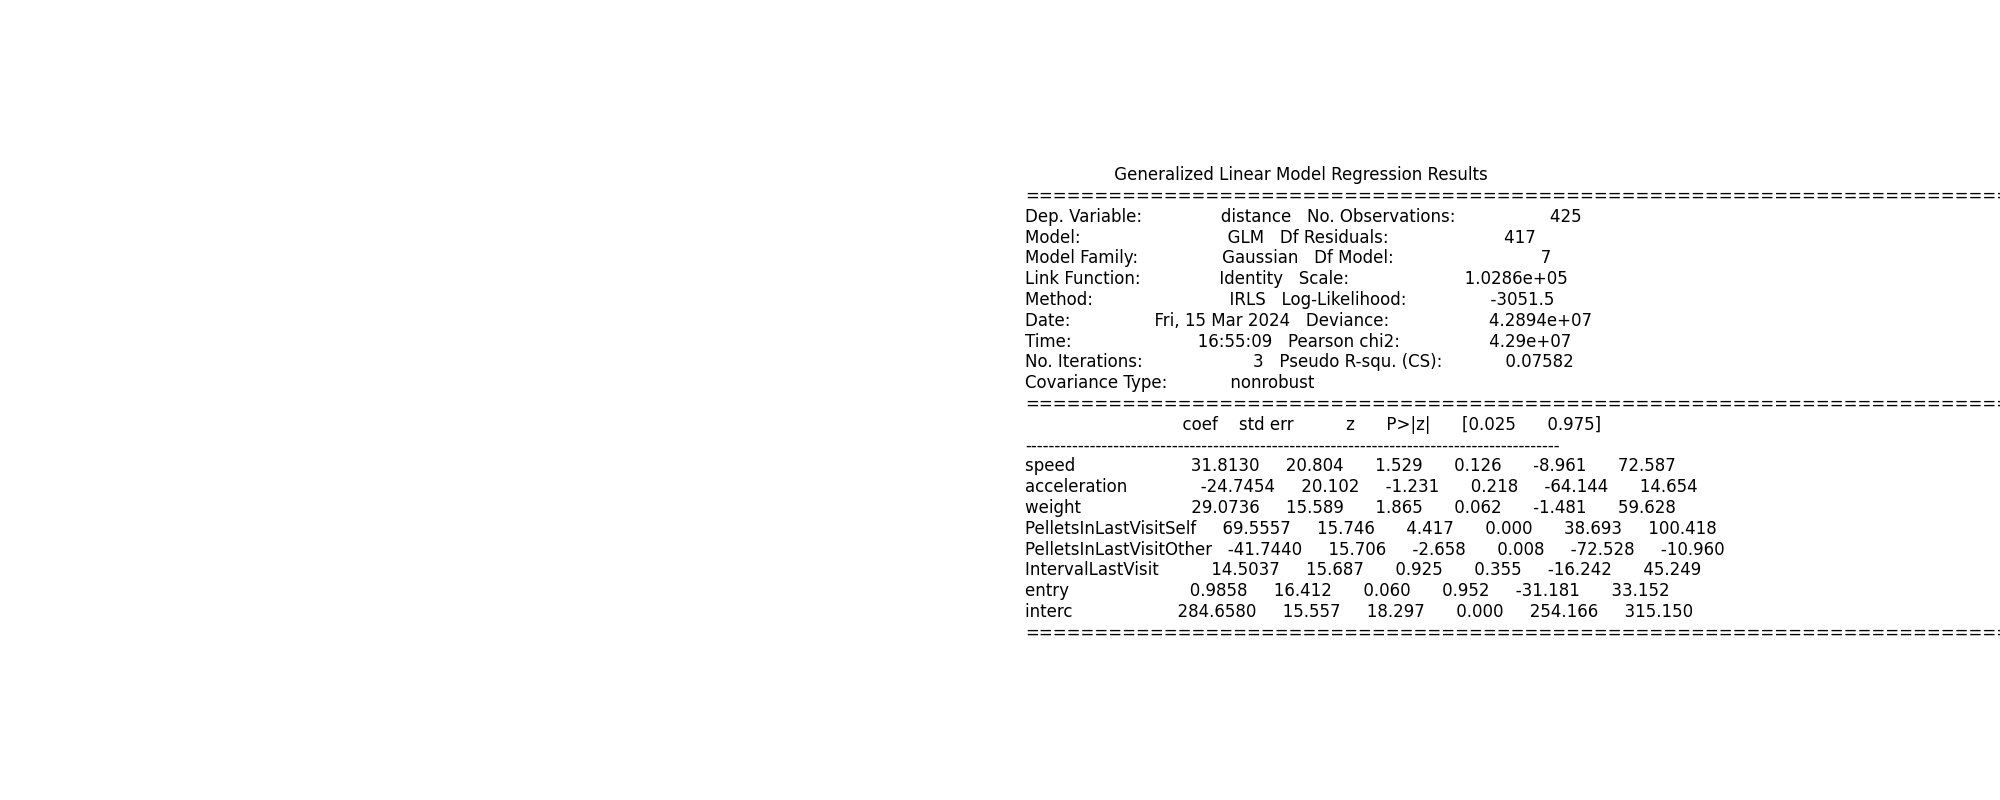 Generalized Linear Model Regression Results
==============================================================================
Dep. Variable: distance No. Observations: 425
Model: GLM Df Residuals: 417
Model Family: Gaussian Df Model: 7
Link Function: Identity Scale: 1.0286e+05
Method: IRLS Log-Likelihood: -3051.5
Date: Fri, 15 Mar 2024 Deviance: 4.2894e+07
Time: 16:55:09 Pearson chi2: 4.29e+07
No. Iterations: 3 Pseudo R-squ. (CS): 0.07582
Covariance Type: nonrobust
==============================================================================
coef std err z P>|z| [0.025 0.975]
------------------------------------------------------------------------------------------------
speed 31.8130 20.804 1.529 0.126 -8.961 72.587
acceleration -24.7454 20.102 -1.231 0.218 -64.144 14.654
weight 29.0736 15.589 1.865 0.062 -1.481 59.628
PelletsInLastVisitSelf 69.5557 15.746 4.417 0.000 38.693 100.418
PelletsInLastVisitOther -41.7440 15.706 -2.658 0.008 -72.528 -10.960
IntervalLastVisit 14.5037 15.687 0.925 0.355 -16.242 45.249
entry 0.9858 16.412 0.060 0.952 -31.181 33.152
interc 284.6580 15.557 18.297 0.000 254.166 315.150
==============================================================================